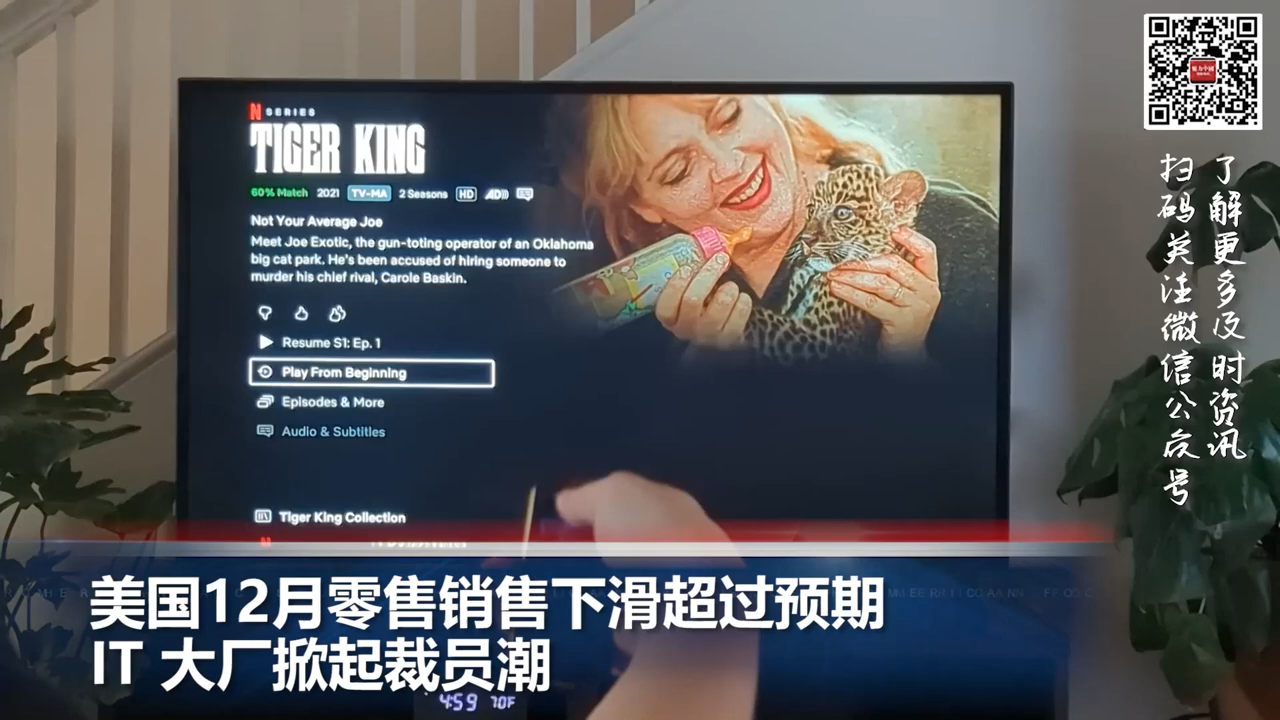 N SERIES
TIGER KING
60% Match 2021 TV-MA 2 Seasons HD AD
Not Your Average Joe
Meet Joe Exotic, the gun-toting operator of an Oklahoma
big cat park. He's been accused of hiring someone to
murder his chief rival, Carole Baskin.
Resume S1: Ep. 1
Play From Beginning
Episodes & More
Audio & Subtitles
Tiger King Collection
了解更多及时资讯
扫码关注微信公众号
美国12月零售销售下滑超过预期
IT 大厂掀起裁员潮
4:59 70F